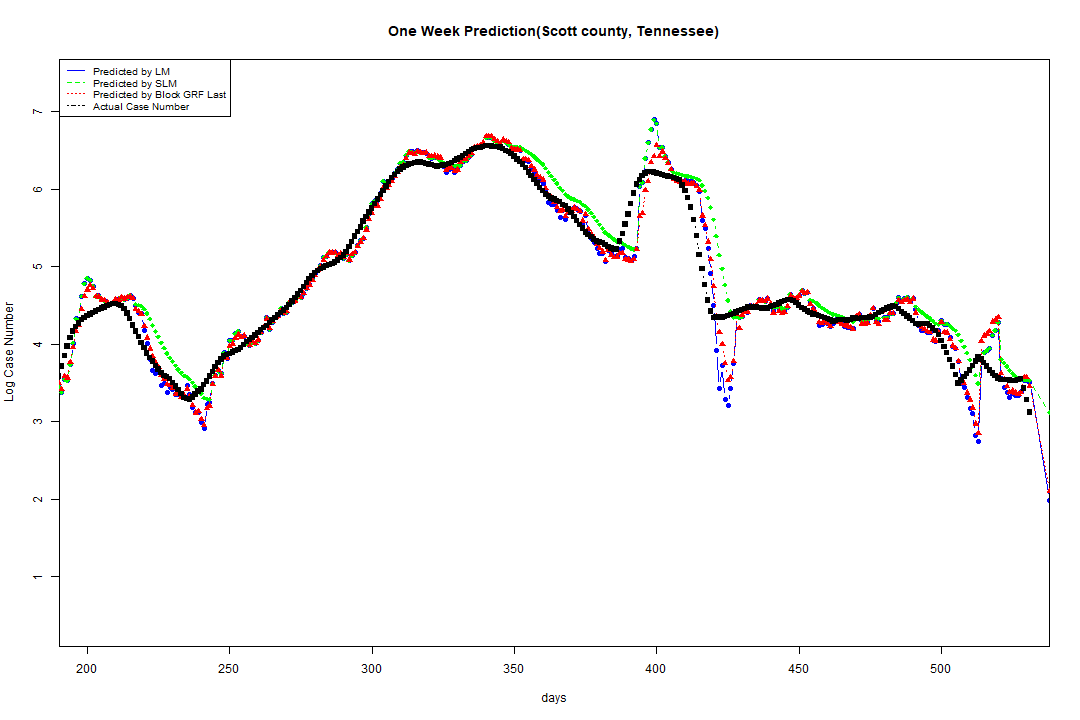 One Week Prediction(Scott county, Tennessee)
Predicted by LM
Predicted by SLM
Predicted by Block GRF Last
Actual Case Number
7
6
5
4
3
2
1
Log Case Number
200 250 300 350 400 450 500
days